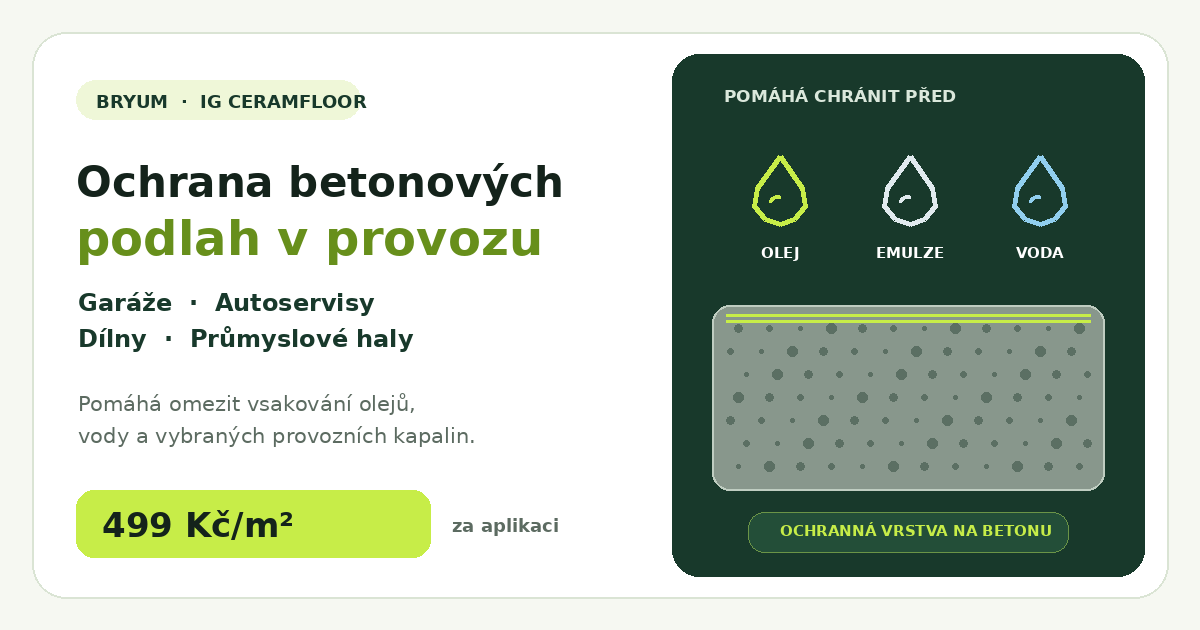 BRYUM · IG CERAMFLOOR
Ochrana betonových
podlah v provozu
Garáže · Autoservisy
Dílny · Průmyslové haly
Pomáhá omezit vsakování olejů,
vody a vybraných provozních kapalin.
499 Kč/m²
za aplikaci
POMÁHÁ CHRÁNIT PŘED
OLEJ
EMULZE
VODA
OCHRANNÁ VRSTVA NA BETONU